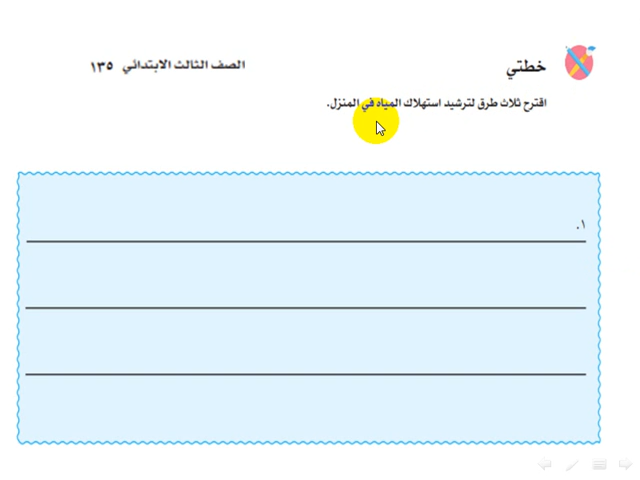 خطتي
الصف الثالث الابتدائي ١٣٥
اقترح ثلاث طرق لترشيد استهلاك المياه في المنزل.
١.